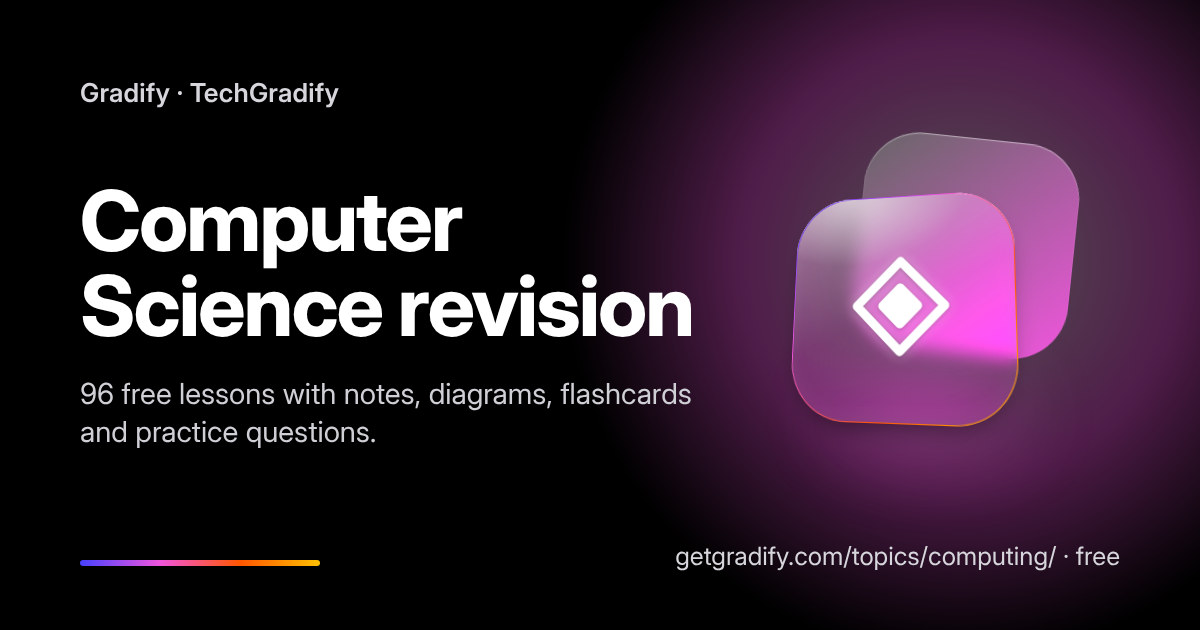 Gradify · TechGradify
Computer
Science revision
96 free lessons with notes, diagrams, flashcards
and practice questions.
getgradify.com/topics/computing/ · free